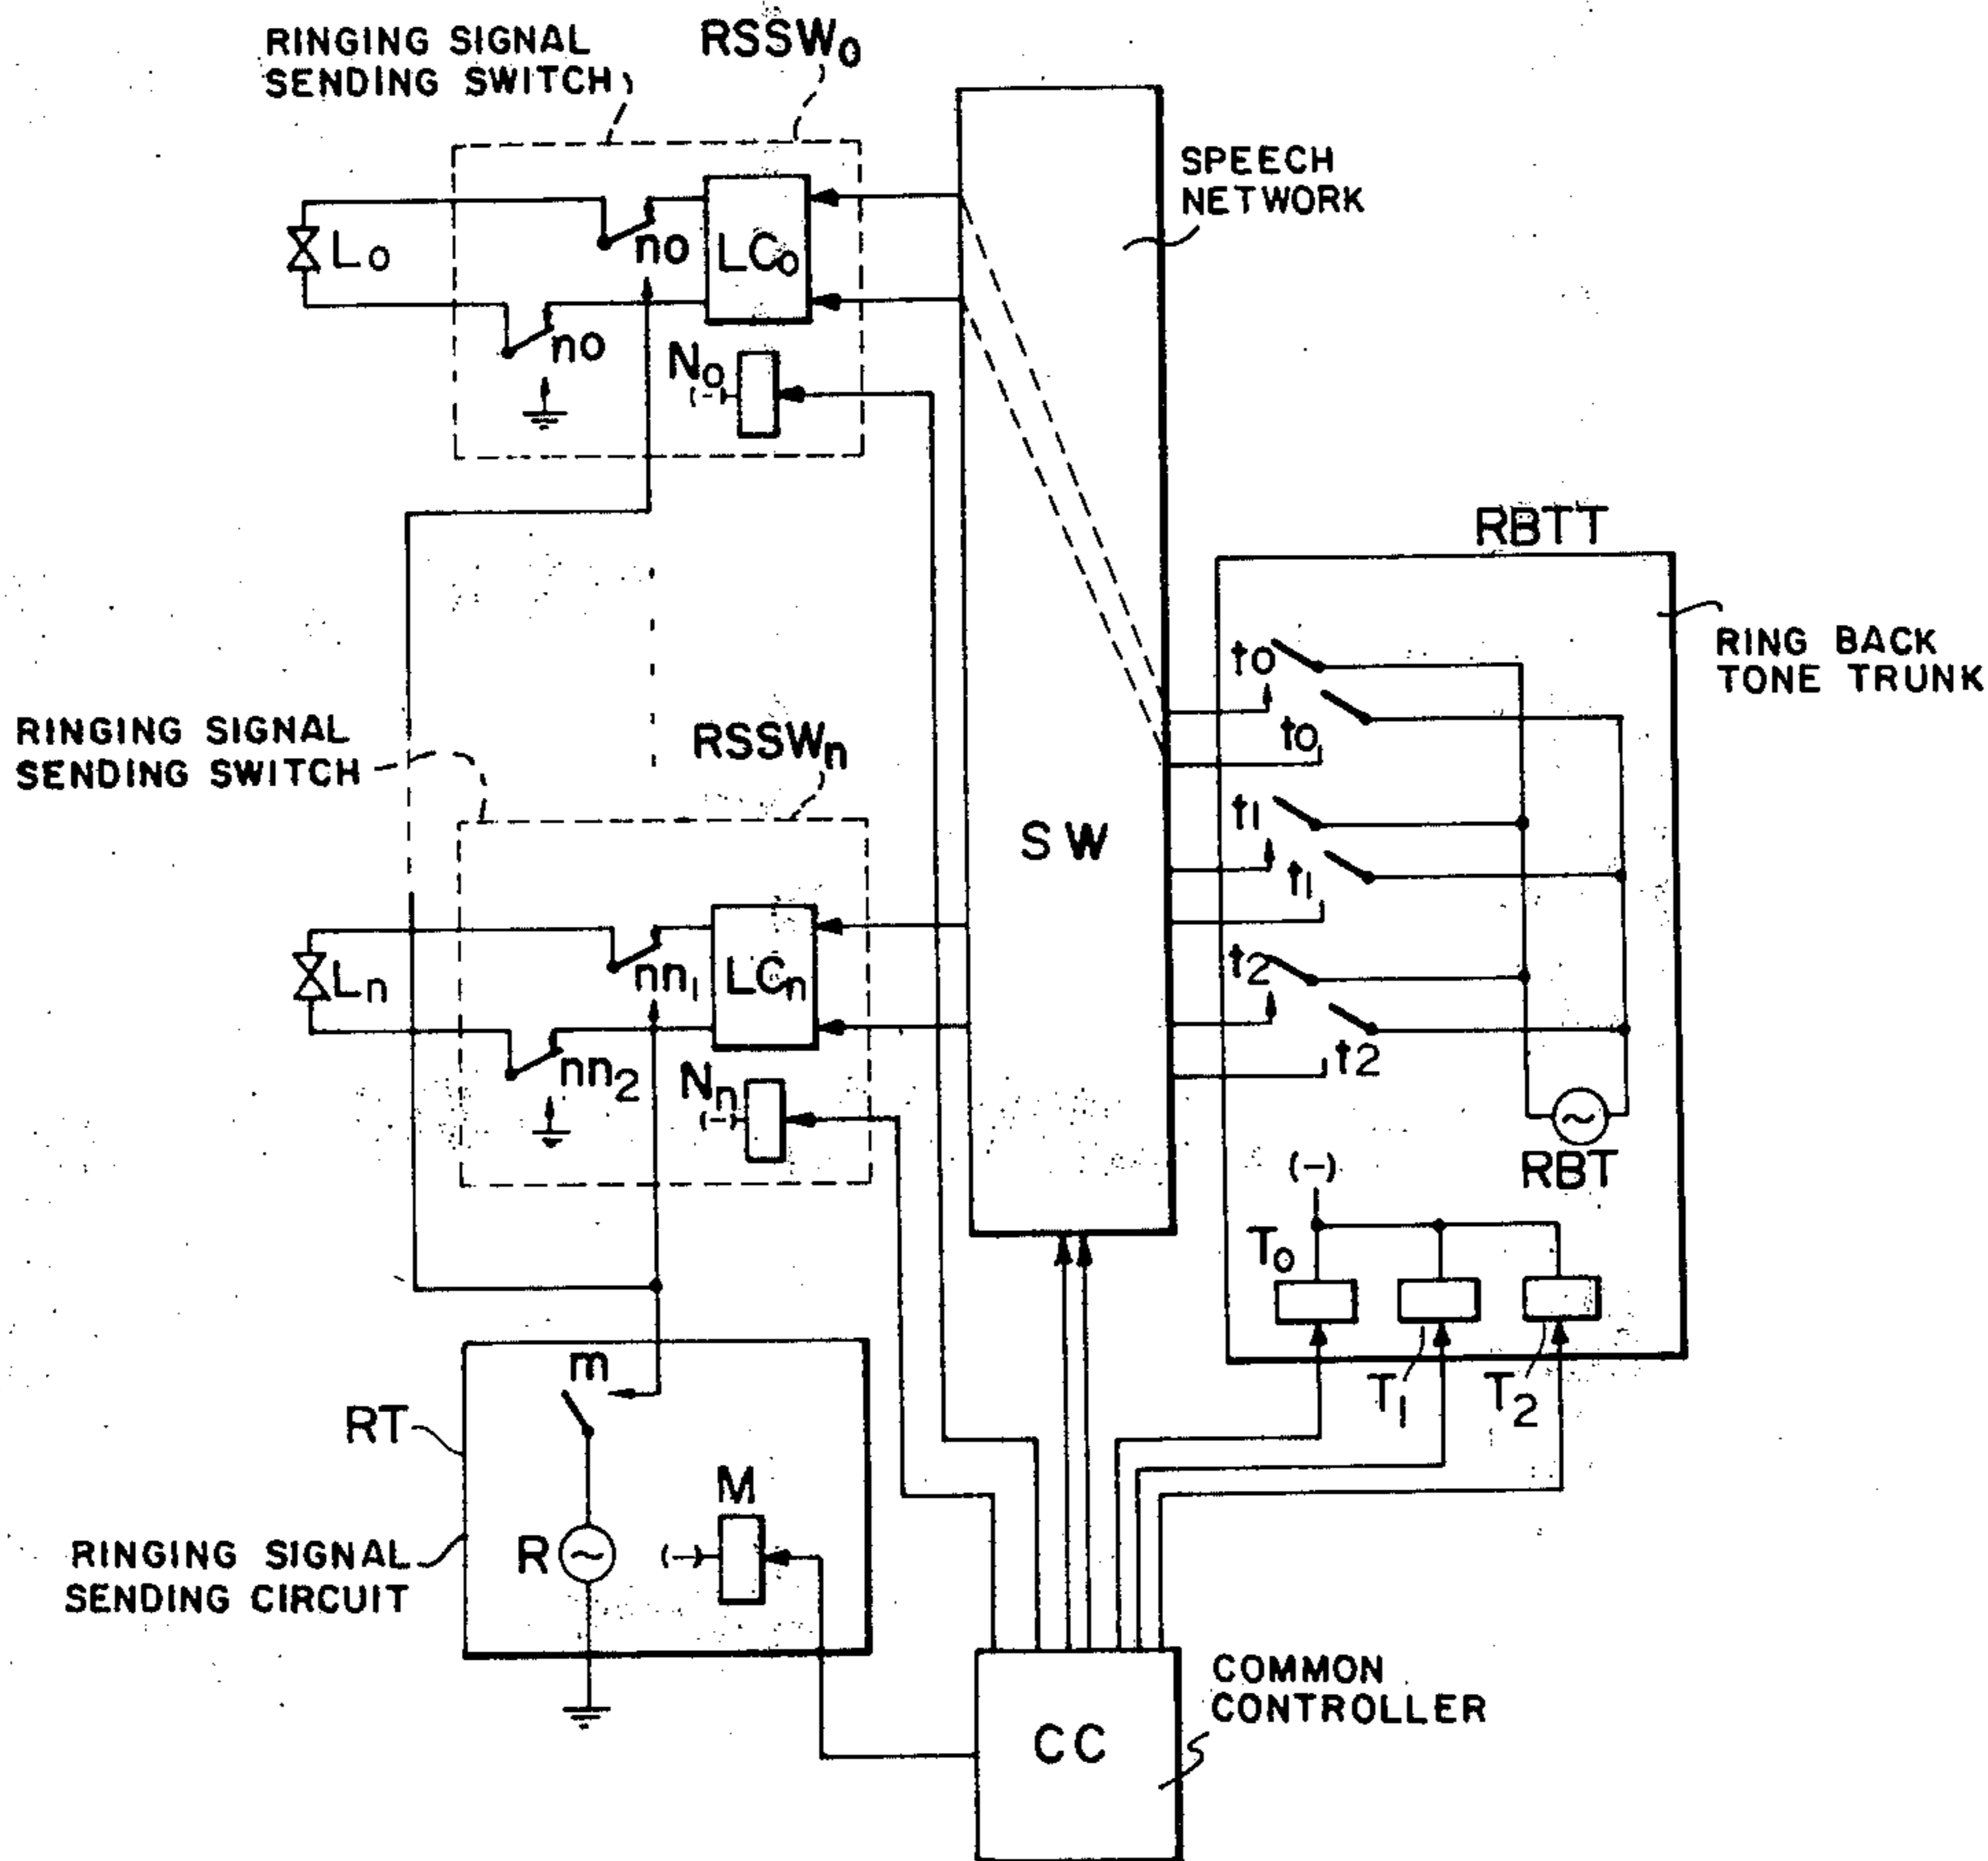 RINGING SIGNAL
SENDING SWITCH
RSSW0
SPEECH
NETWORK
L0
no
LC0
no
N0
(-)
RBTT
RING BACK
TONE TRUNK
to
to
RINGING SIGNAL
SENDING SWITCH
RSSWn
SW
t1
t1
Ln
nn1
LCn
t2
nn2
Nn
(-)
t2
RBT
(-)
T0
m
RT
T1
T2
M
R
(-)
RINGING SIGNAL
SENDING CIRCUIT
COMMON
CONTROLLER
CC